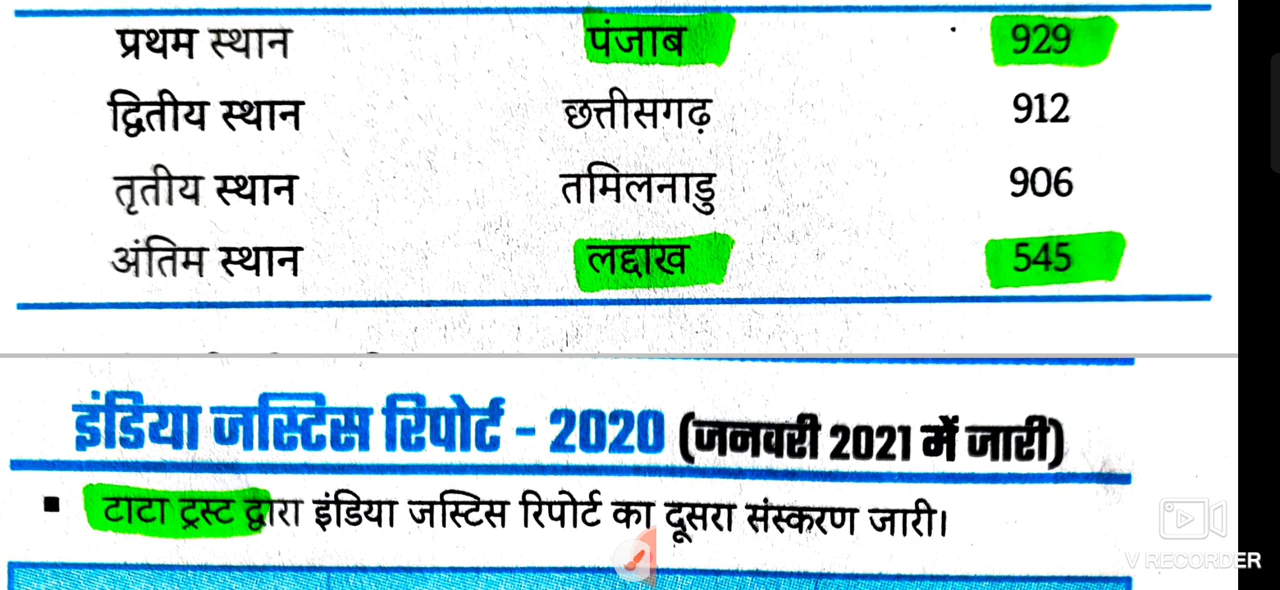 प्रथम स्थान पंजाब 929
द्वितीय स्थान छत्तीसगढ़ 912
तृतीय स्थान तमिलनाडु 906
अंतिम स्थान लद्दाख 545
इंडिया जस्टिस रिपोर्ट - 2020 (जनवरी 2021 में जारी)
▪ टाटा ट्रस्ट द्वारा इंडिया जस्टिस रिपोर्ट का दूसरा संस्करण जारी।
V RECORDER